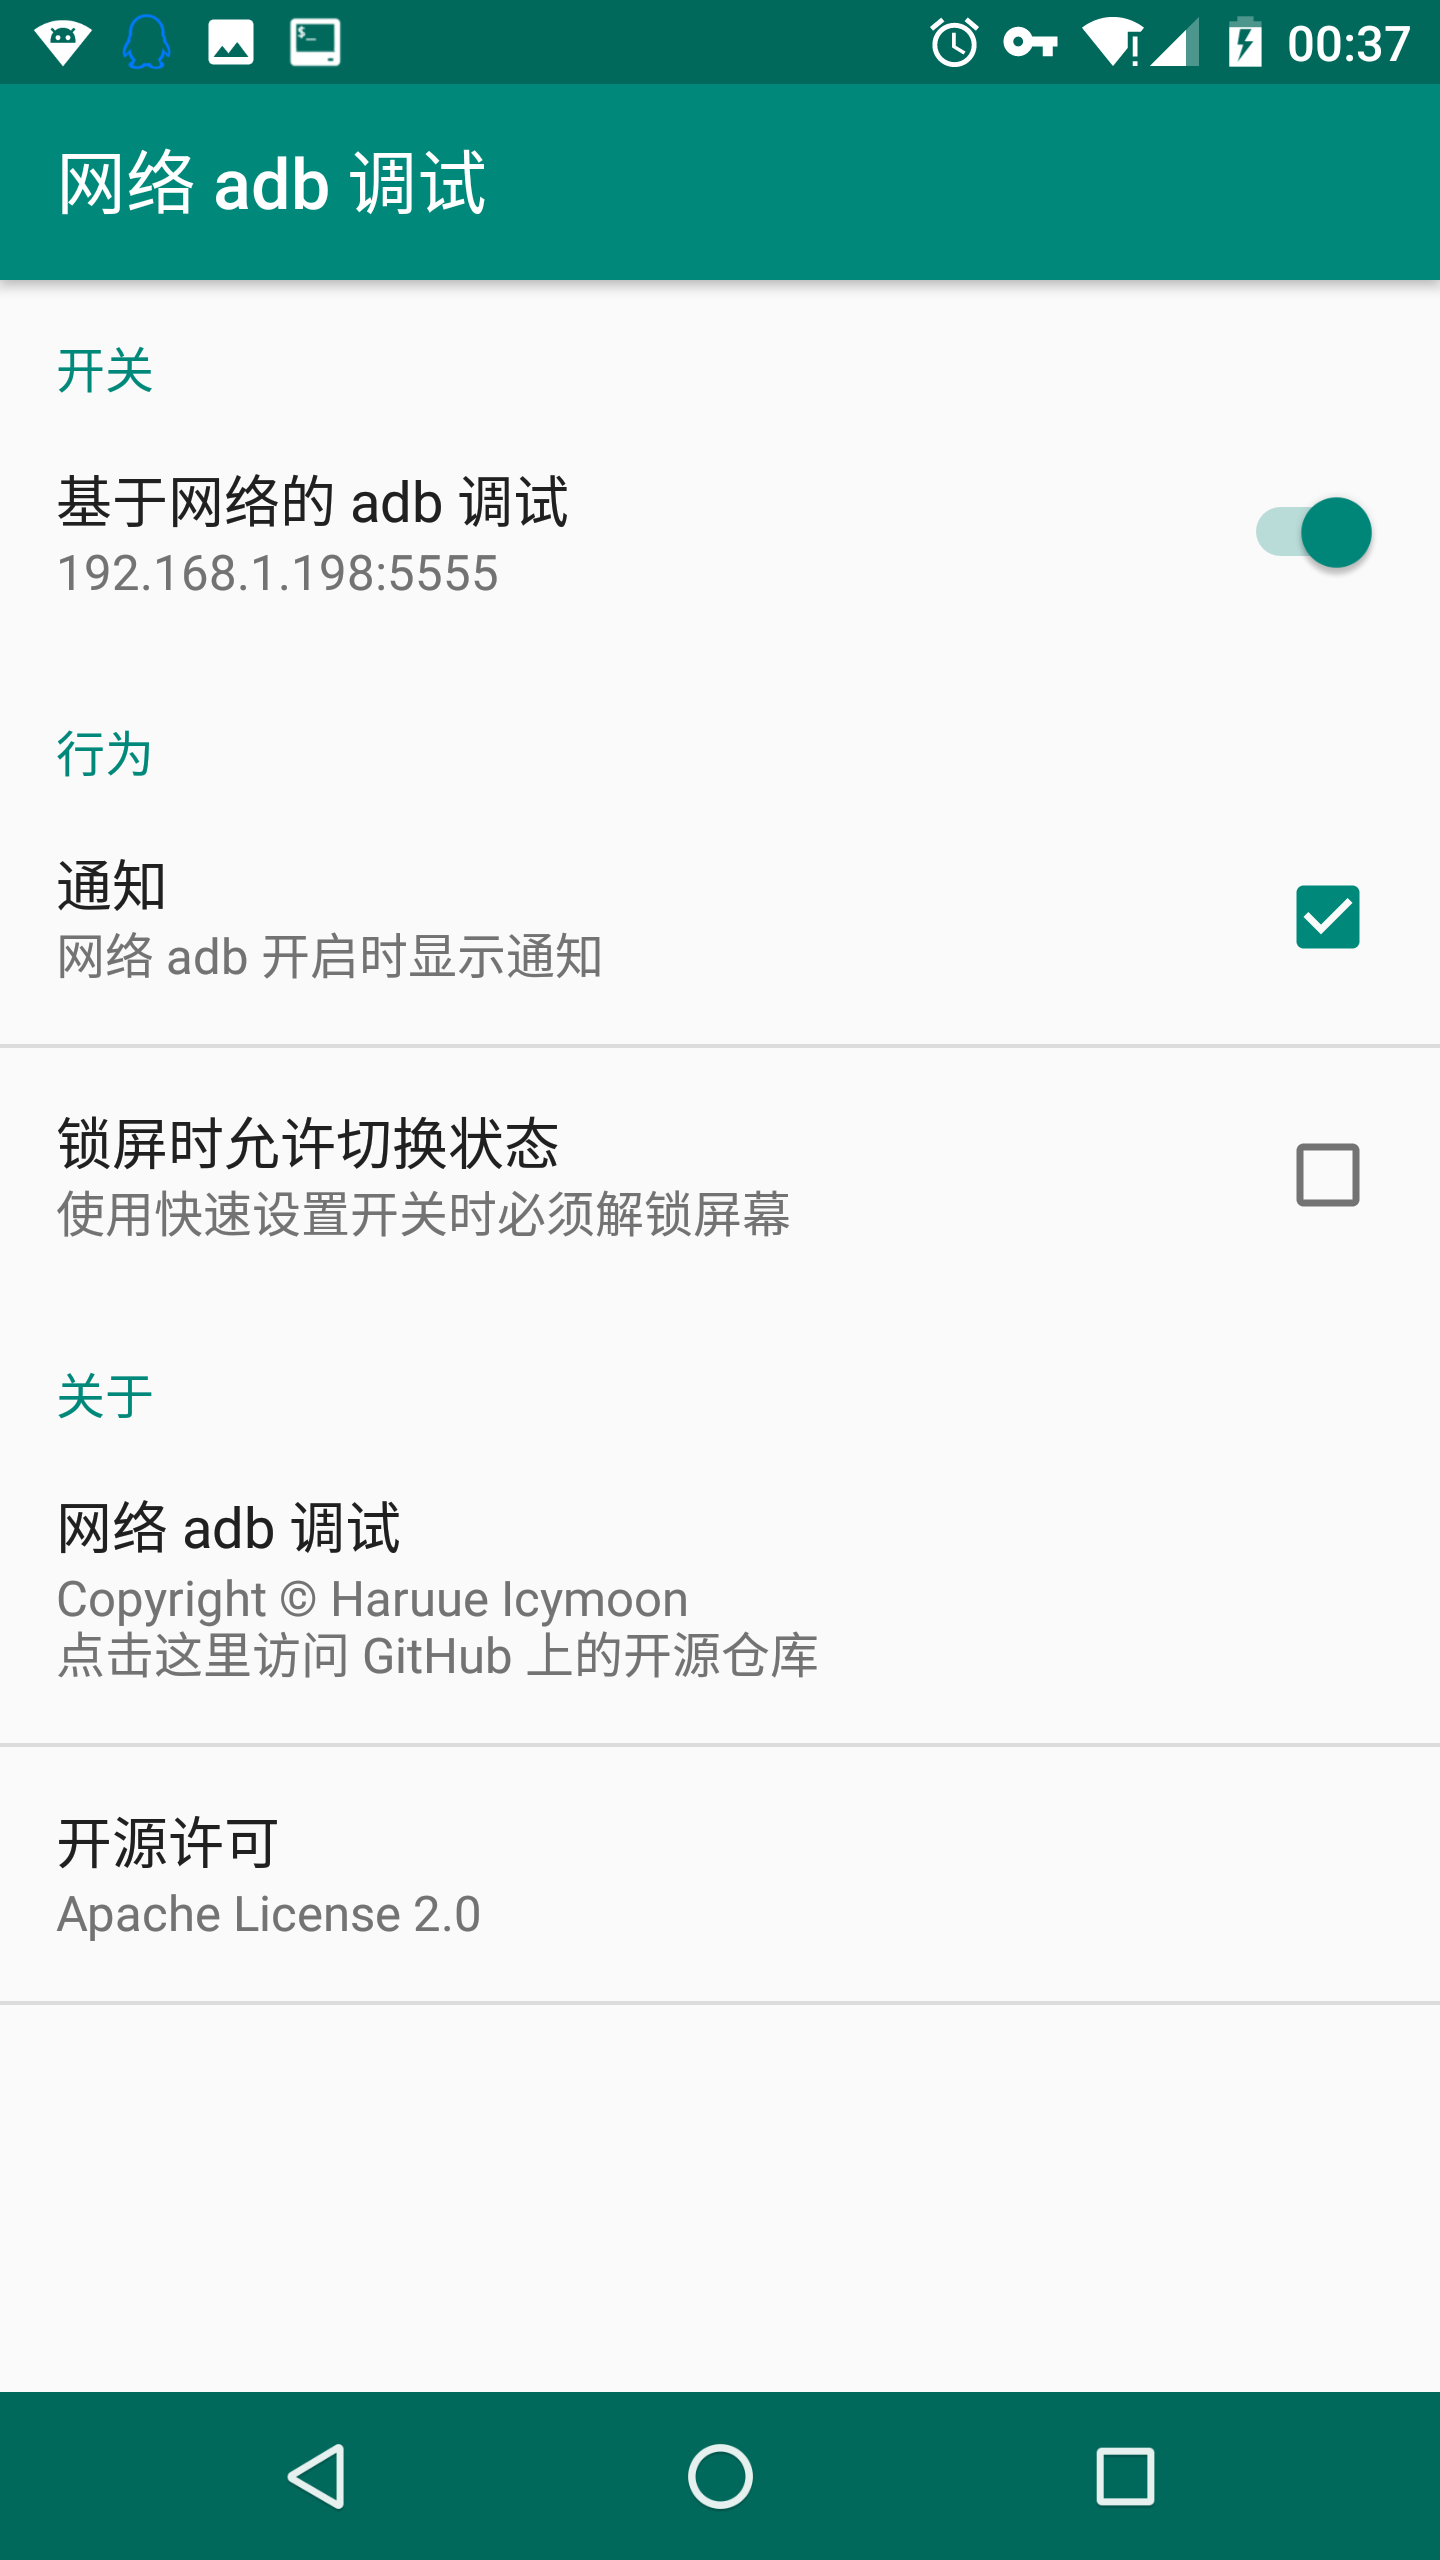 00:37
网络 adb 调试
开关
基于网络的 adb 调试
192.168.1.198:5555
行为
通知
网络 adb 开启时显示通知
锁屏时允许切换状态
使用快速设置开关时必须解锁屏幕
关于
网络 adb 调试
Copyright © Haruue Icymoon
点击这里访问 GitHub 上的开源仓库
开源许可
Apache License 2.0